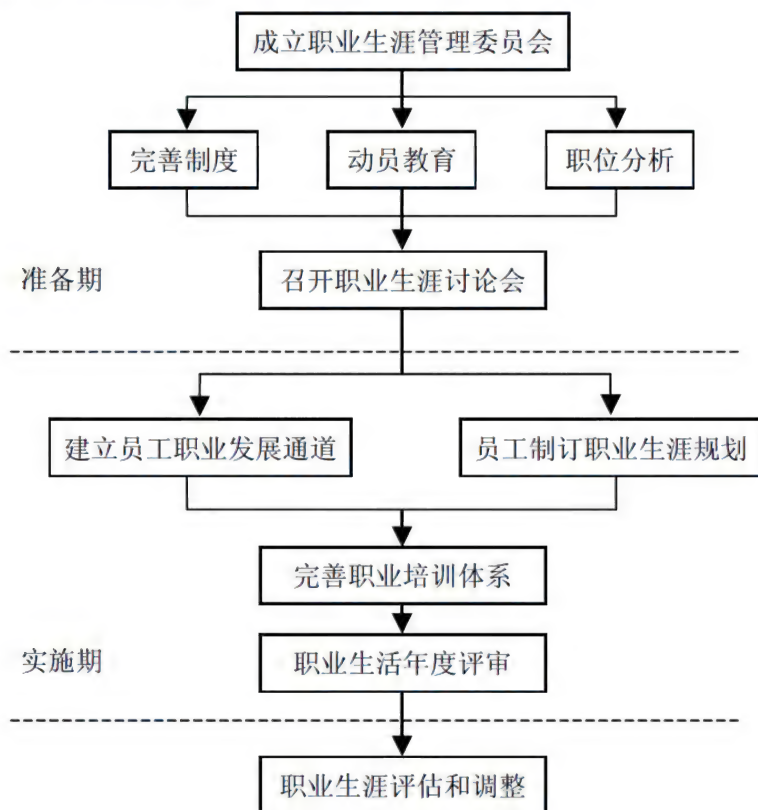 成立职业生涯管理委员会
完善制度
动员教育
职位分析
准备期
召开职业生涯讨论会
建立员工职业发展通道
员工制订职业生涯规划
完善职业培训体系
实施期
职业生活年度评审
职业生涯评估和调整